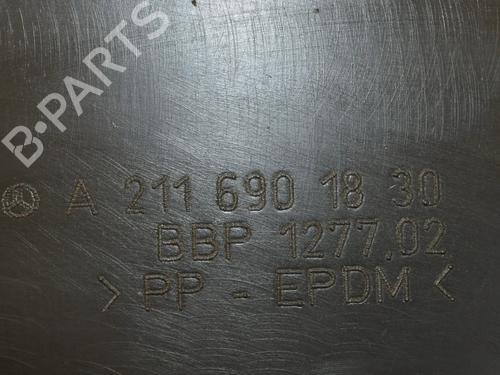 B-PARTS
A 211 690 18 30
BBP 1277.02
> PP - EPDM <